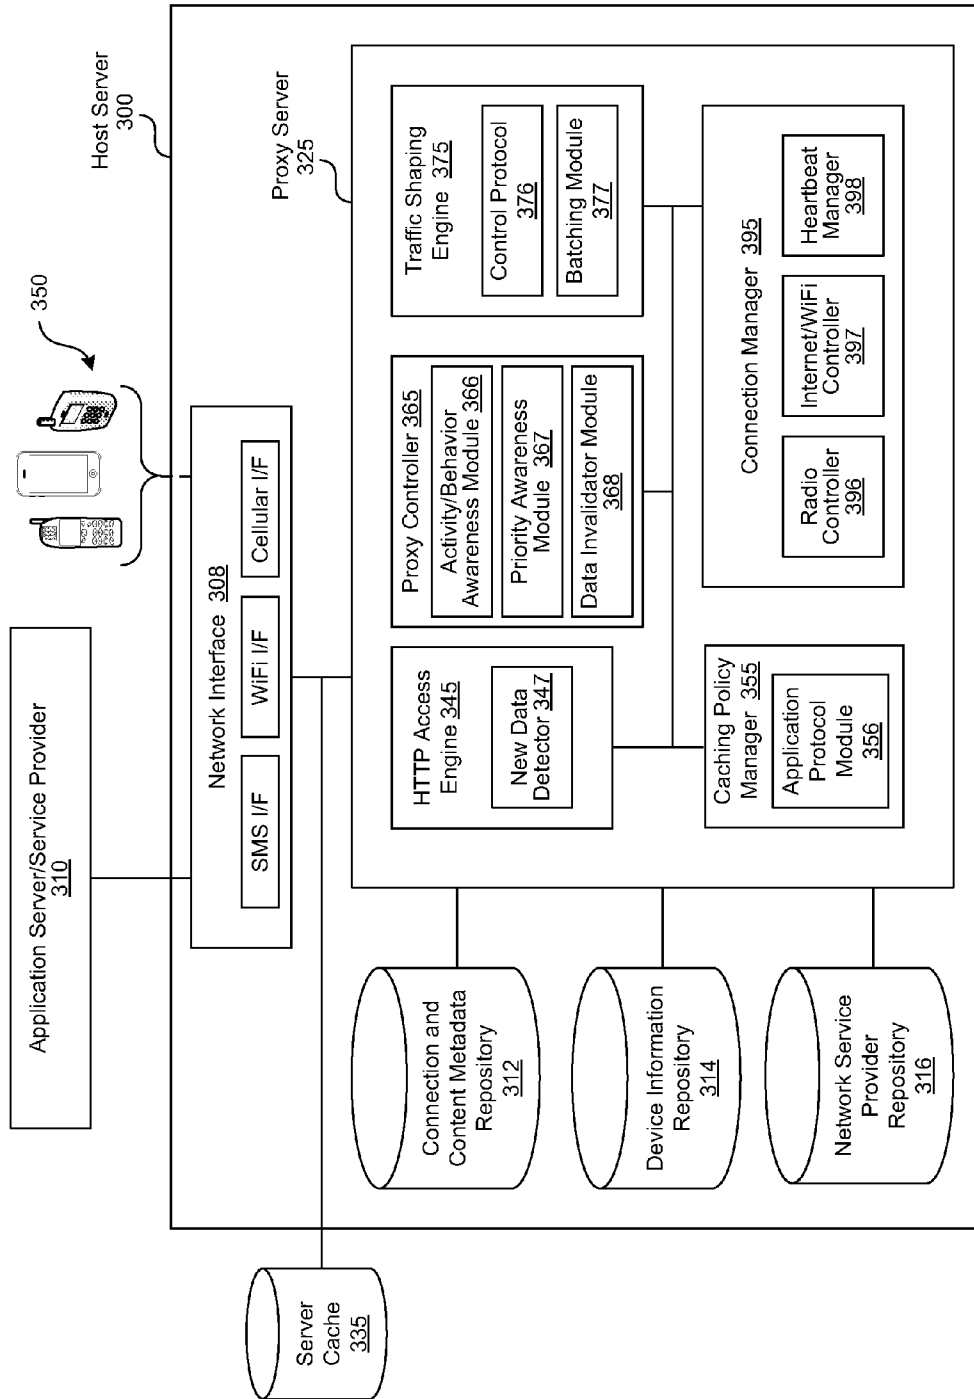 Application Server/Service Provider
310
350
Host Server
300
Network Interface 308
SMS I/F
WiFi I/F
Cellular I/F
Proxy Server
325
Server
Cache
335
Connection and
Content Metadata
Repository
312
Device Information
Repository
314
Network Service
Provider
Repository
316
HTTP Access
Engine 345
New Data
Detector 347
Proxy Controller 365
Activity/Behavior
Awareness Module 366
Priority Awareness
Module 367
Data Invalidator Module
368
Traffic Shaping
Engine 375
Control Protocol
376
Batching Module
377
Caching Policy
Manager 355
Application
Protocol
Module
356
Connection Manager 395
Radio
Controller
396
Internet/WiFi
Controller
397
Heartbeat
Manager
398